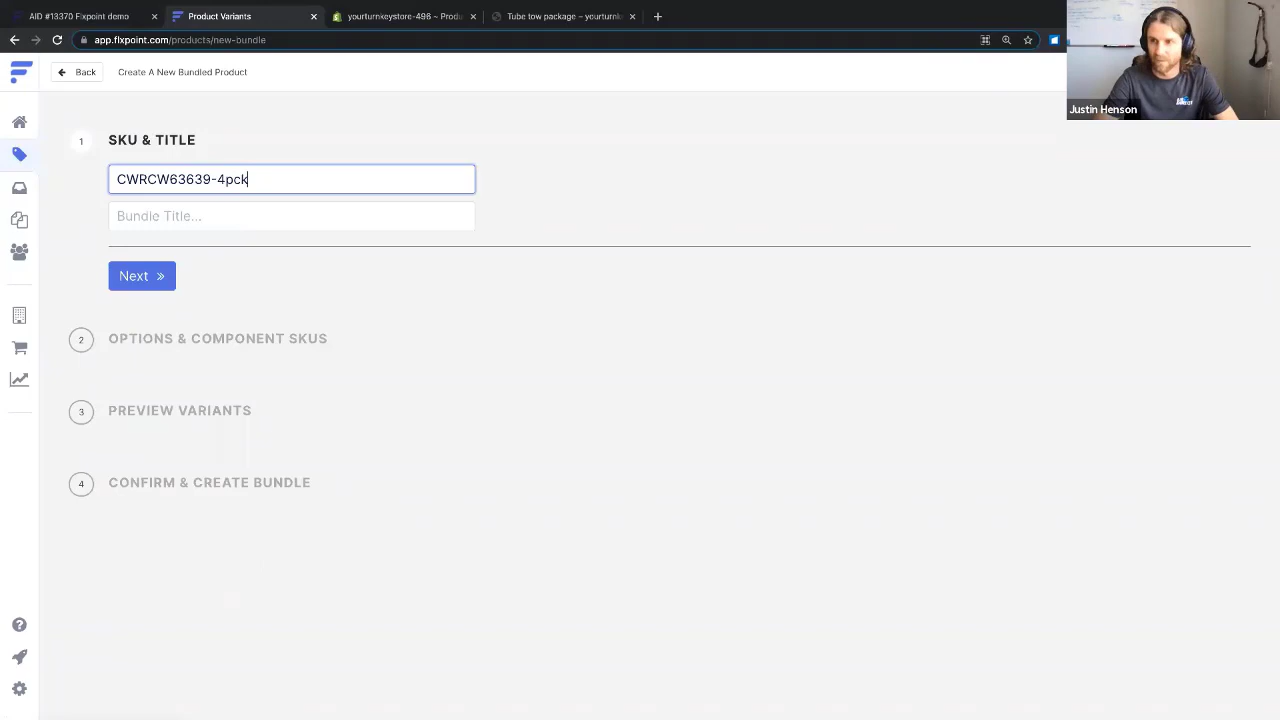 AID #13370 Flxpoint demo
Product Variants
yourturnkeystore-496 ~ Produ
Tube tow package ~ yourturnke
app.flxpoint.com/products/new-bundle
Back
Create A New Bundled Product
Justin Henson
1
SKU & TITLE
CWRCW63639-4pck
Bundle Title...
Next
2
OPTIONS & COMPONENT SKUS
3
PREVIEW VARIANTS
4
CONFIRM & CREATE BUNDLE